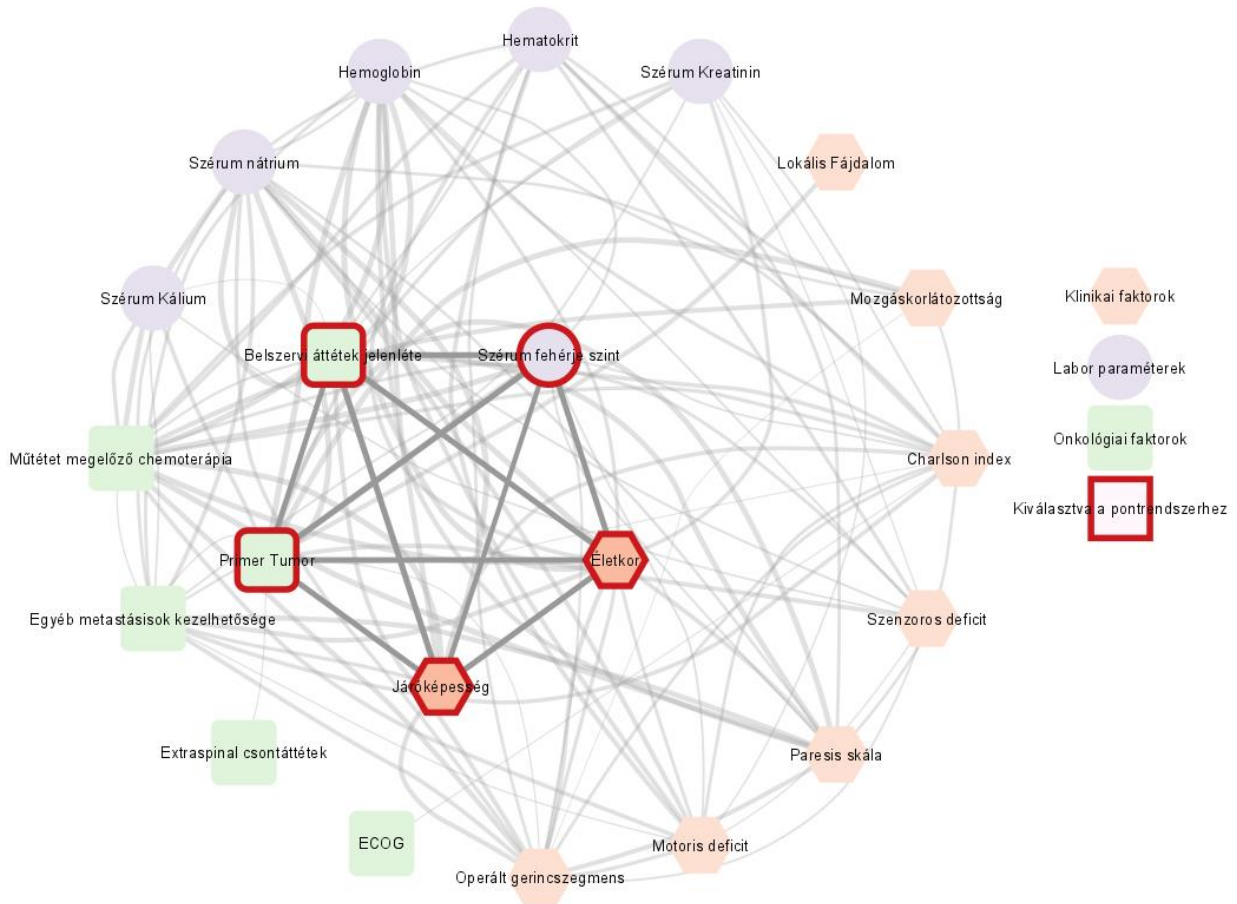 Hematokrit
Hemoglobin
Szérum Kreatinin
Szérum nátrium
Lokális Fájdalom
Szérum Kálium
Mozgáskorlátozottság
Klinikai faktorok
Belszervi áttétek jelenléte
Szérum fehérje szint
Labor paraméterek
Onkológiai faktorok
Műtétet megelőző chemoterápia
Charlson index
Kiválasztva a pontrendszerhez
Primer Tumor
Életkor
Egyéb metastásisok kezelhetősége
Szenzoros deficit
Járóképesség
Extraspinal csontáttétek
Paresis skála
ECOG
Motoris deficit
Operált gerincszegmens